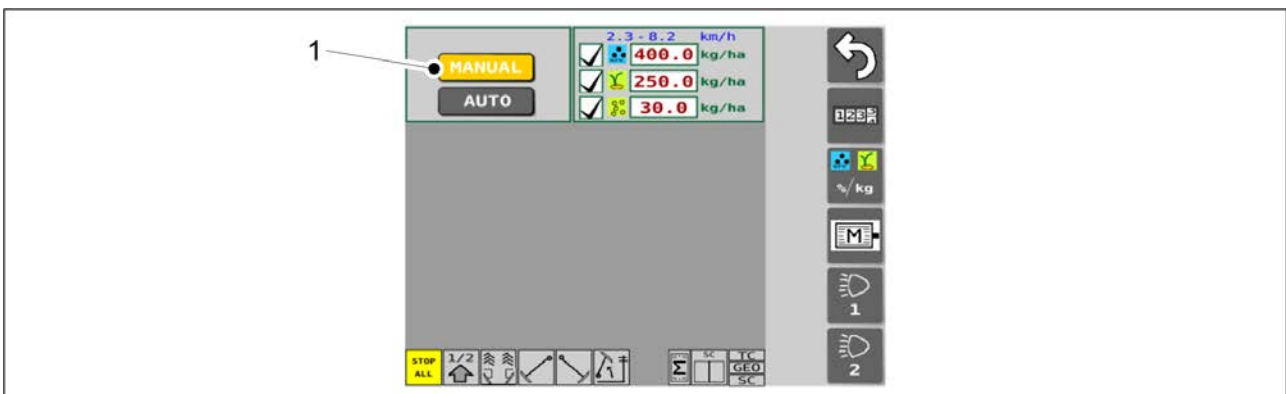 1
MANUAL
AUTO
2.3 - 8.2 km/h
400.0 kg/ha
250.0 kg/ha
30.0 kg/ha
%/kg
M
1
2
STOP
ALL
1/2
Σ
SC
TC
GEO
SC